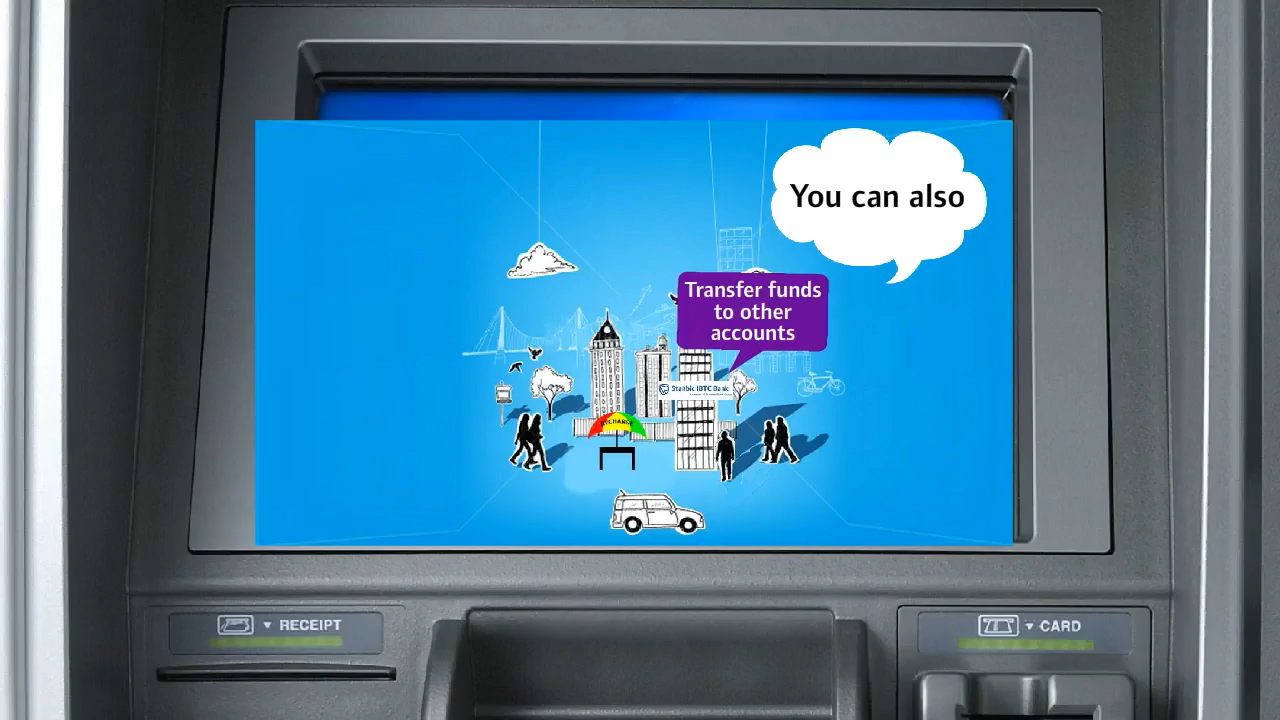 You can also
Transfer funds
to other
accounts
Stanbic IBTC Bank
RECEIPT
CARD